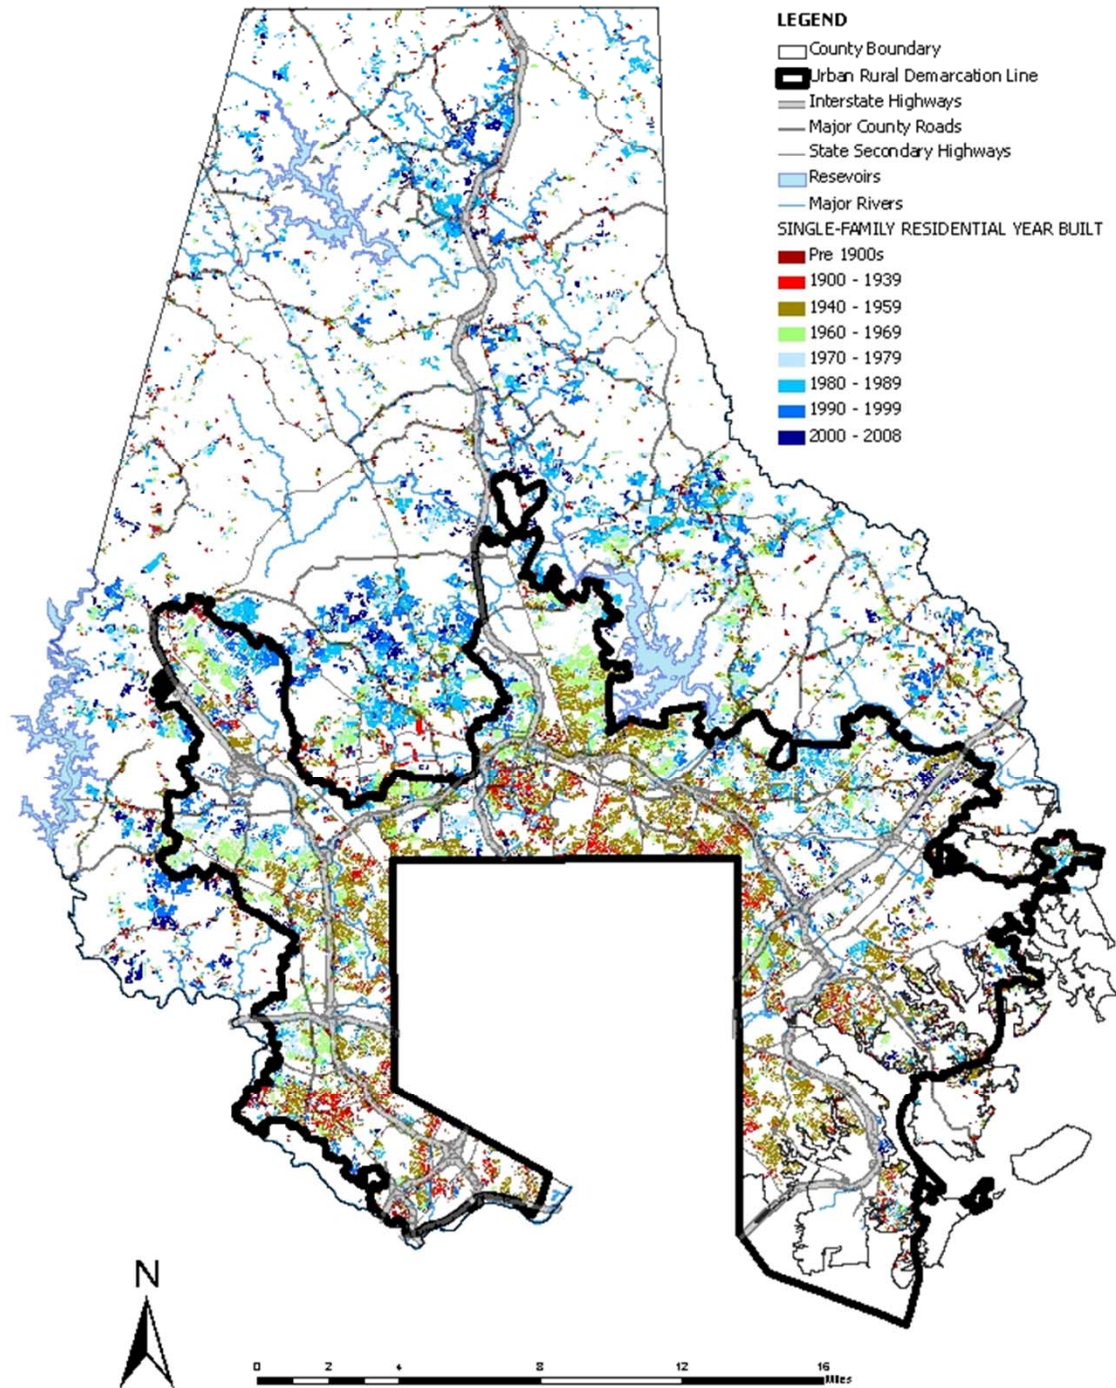 LEGEND
County Boundary
Urban Rural Demarcation Line
Interstate Highways
Major County Roads
State Secondary Highways
Resevoirs
Major Rivers
SINGLE-FAMILY RESIDENTIAL YEAR BUILT
Pre 1900s
1900 - 1939
1940 - 1959
1960 - 1969
1970 - 1979
1980 - 1989
1990 - 1999
2000 - 2008
N
0 2 4 8 12 16
Miles